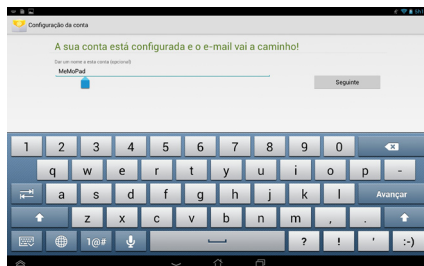 Configuração da conta
A sua conta está configurada e o e-mail vai a caminho!
Dar um nome a esta conta (opcional)
MeMoPad
Seguinte
1 2 3 4 5 6 7 8 9 0
q w e r t y u i o p -
a s d f g h j k l Avançar
z x c v b n m , .
1@# ? ! ' :-)